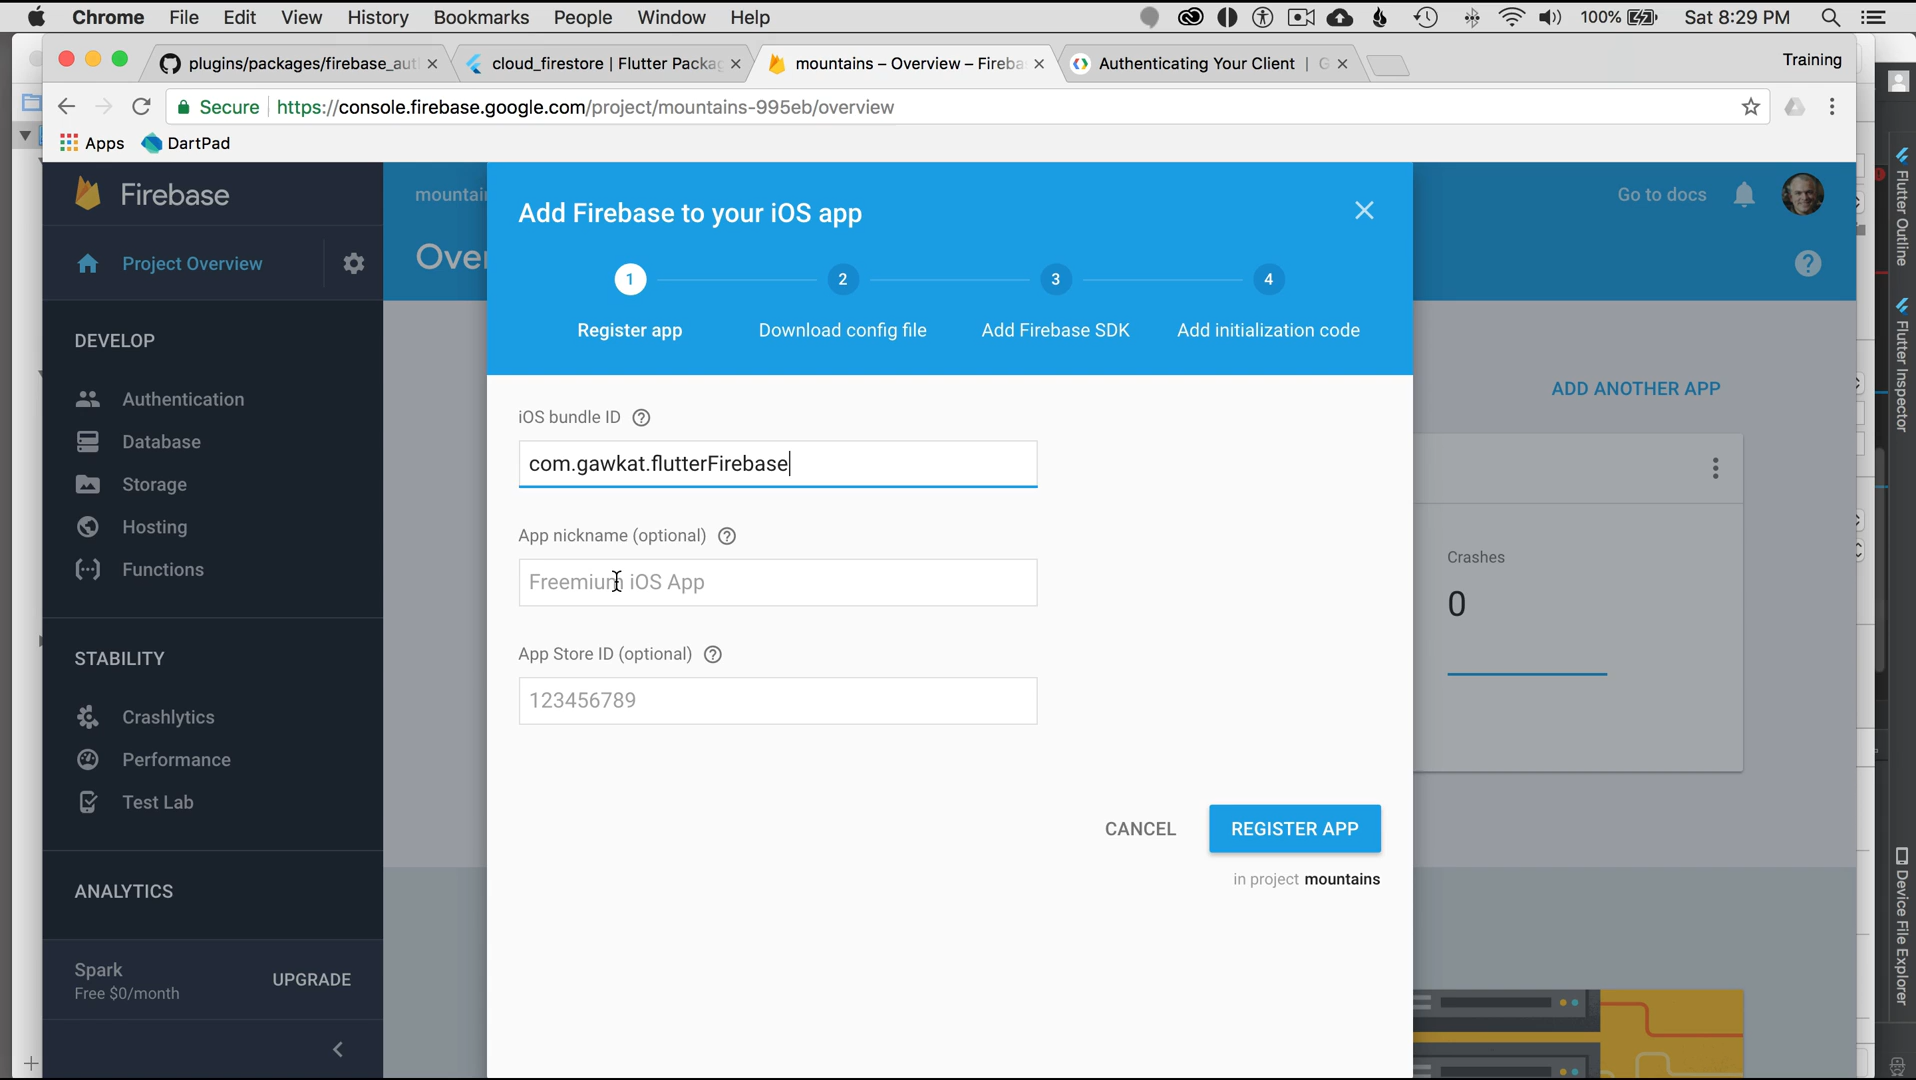 Chrome File Edit View History Bookmarks People Window Help 100% Sat 8:29 PM
plugins/packages/firebase_aut cloud_firestore | Flutter Packag mountains – Overview – Fireba Authenticating Your Client | G Training
Secure https://console.firebase.google.com/project/mountains-995eb/overview
Apps DartPad
Firebase
Project Overview
DEVELOP
Authentication
Database
Storage
Hosting
Functions
STABILITY
Crashlytics
Performance
Test Lab
ANALYTICS
Spark
Free $0/month
UPGRADE
mountai
Over
Go to docs
Add Firebase to your iOS app
1 2 3 4
Register app Download config file Add Firebase SDK Add initialization code
iOS bundle ID
com.gawkat.flutterFirebase
App nickname (optional)
Freemium iOS App
App Store ID (optional)
123456789
CANCEL REGISTER APP
in project mountains
ADD ANOTHER APP
Crashes
0
Flutter Outline
Flutter Inspector
Device File Explorer